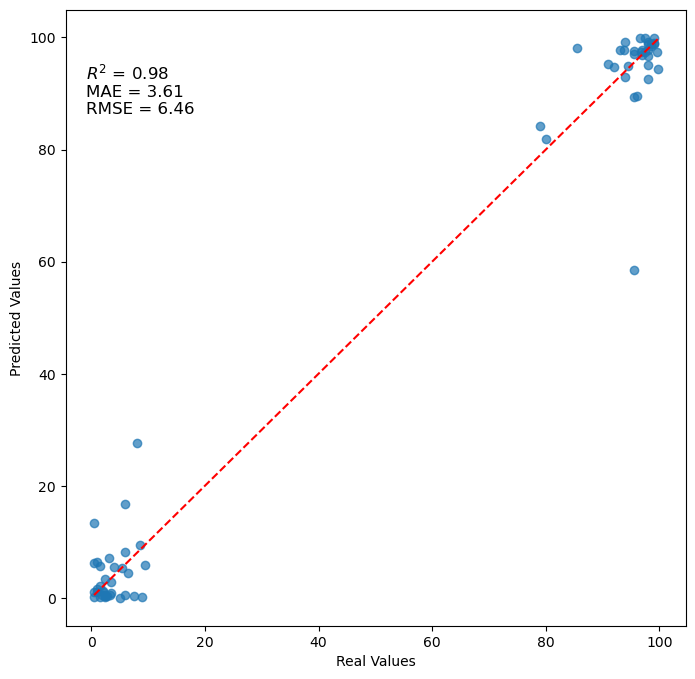 100
80
60
40
20
0
R² = 0.98
MAE = 3.61
RMSE = 6.46
Predicted Values
0 20 40 60 80 100
Real Values